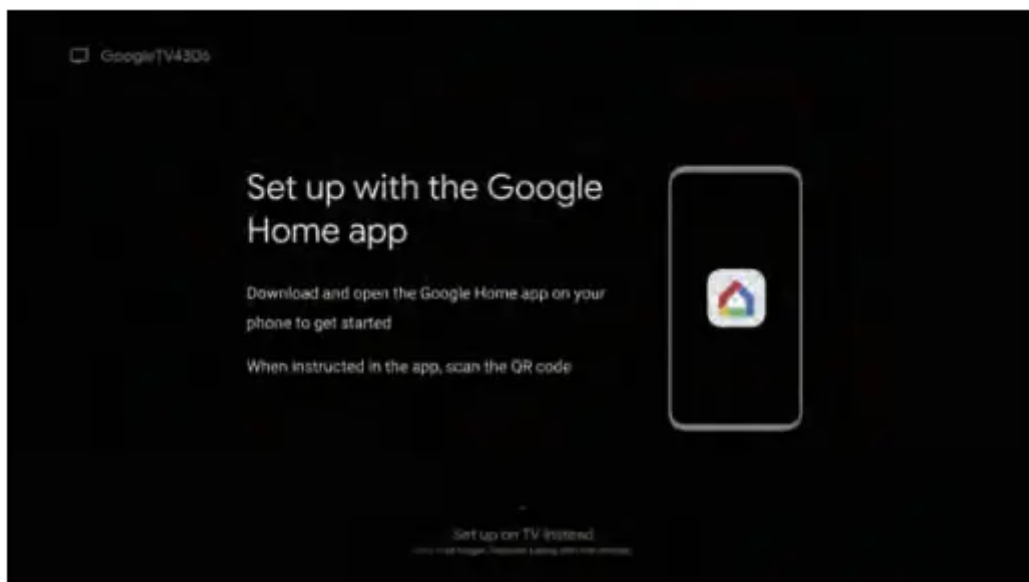 GoogleTV4306
Set up with the Google
Home app
Download and open the Google Home app on your
phone to get started
When instructed in the app, scan the QR code
Set up on TV instead